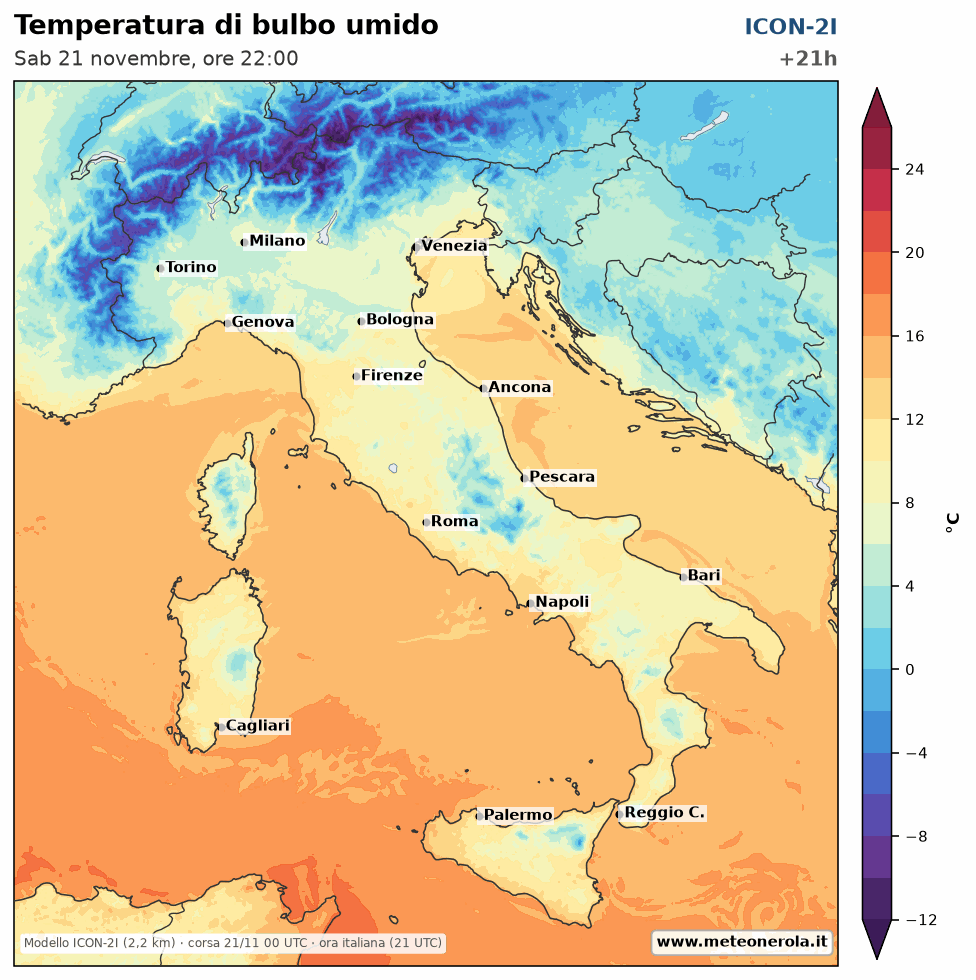 Temperatura di bulbo umido
ICON-2I
Sab 21 novembre, ore 22:00
+21h
Milano
Venezia
Torino
Genova
Bologna
Firenze
Ancona
Pescara
Roma
Bari
Napoli
Cagliari
Palermo
Reggio C.
24
20
16
12
8
4
0
−4
−8
−12
°C
Modello ICON-2I (2,2 km) · corsa 21/11 00 UTC · ora italiana (21 UTC)
www.meteonerola.it